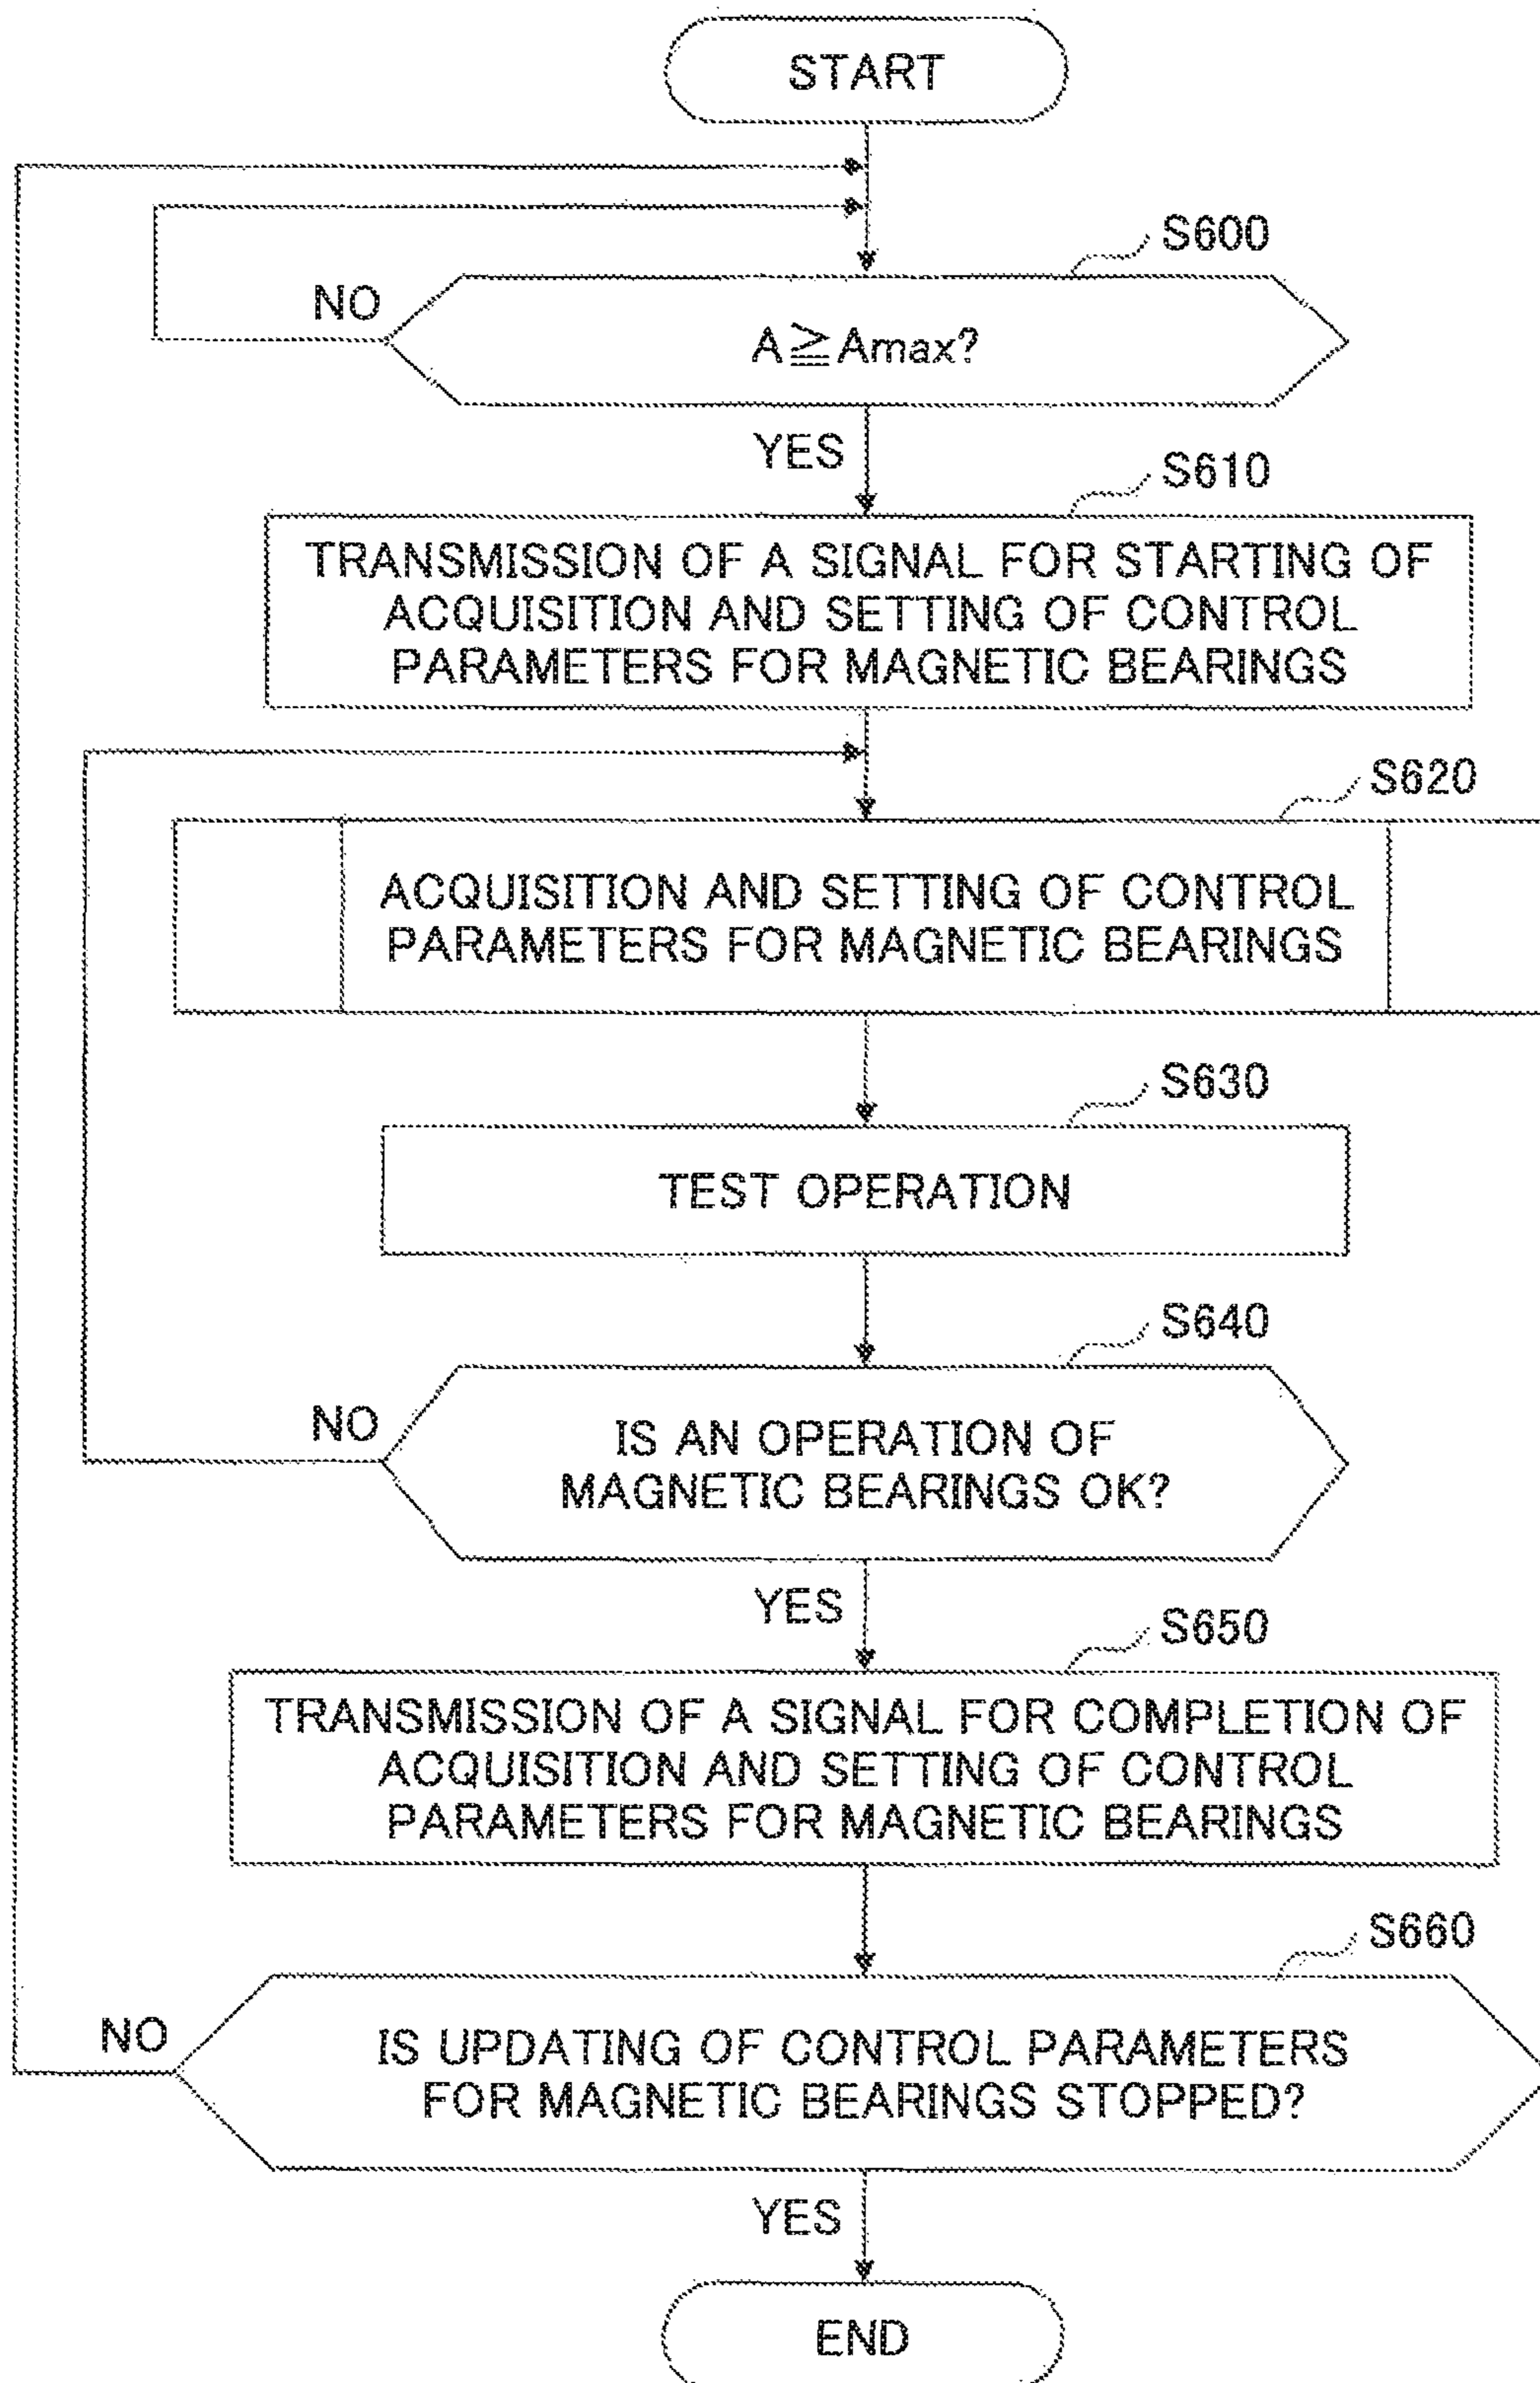 START
S600
NO
A≧Amax?
YES
S610
TRANSMISSION OF A SIGNAL FOR STARTING OF
ACQUISITION AND SETTING OF CONTROL
PARAMETERS FOR MAGNETIC BEARINGS
S620
ACQUISITION AND SETTING OF CONTROL
PARAMETERS FOR MAGNETIC BEARINGS
S630
TEST OPERATION
S640
NO
IS AN OPERATION OF
MAGNETIC BEARINGS OK?
YES
S650
TRANSMISSION OF A SIGNAL FOR COMPLETION OF
ACQUISITION AND SETTING OF CONTROL
PARAMETERS FOR MAGNETIC BEARINGS
S660
NO
IS UPDATING OF CONTROL PARAMETERS
FOR MAGNETIC BEARINGS STOPPED?
YES
END